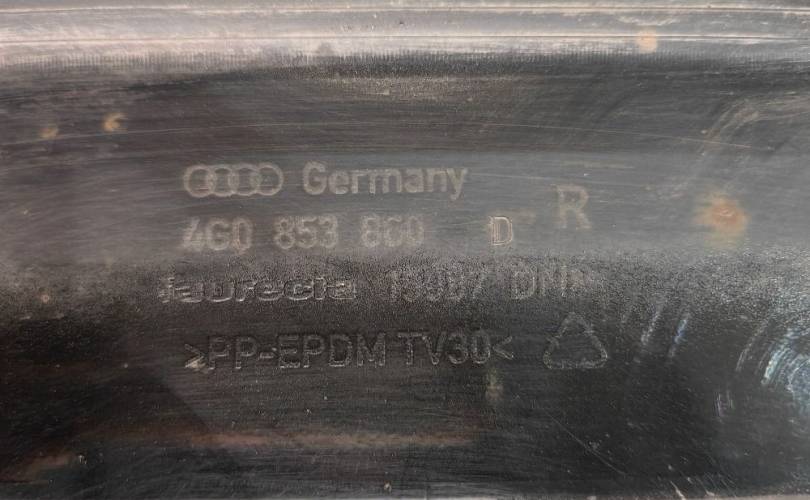 Germany
4G0 853 860 D R
faurecia
>PP-EPDM TV30<